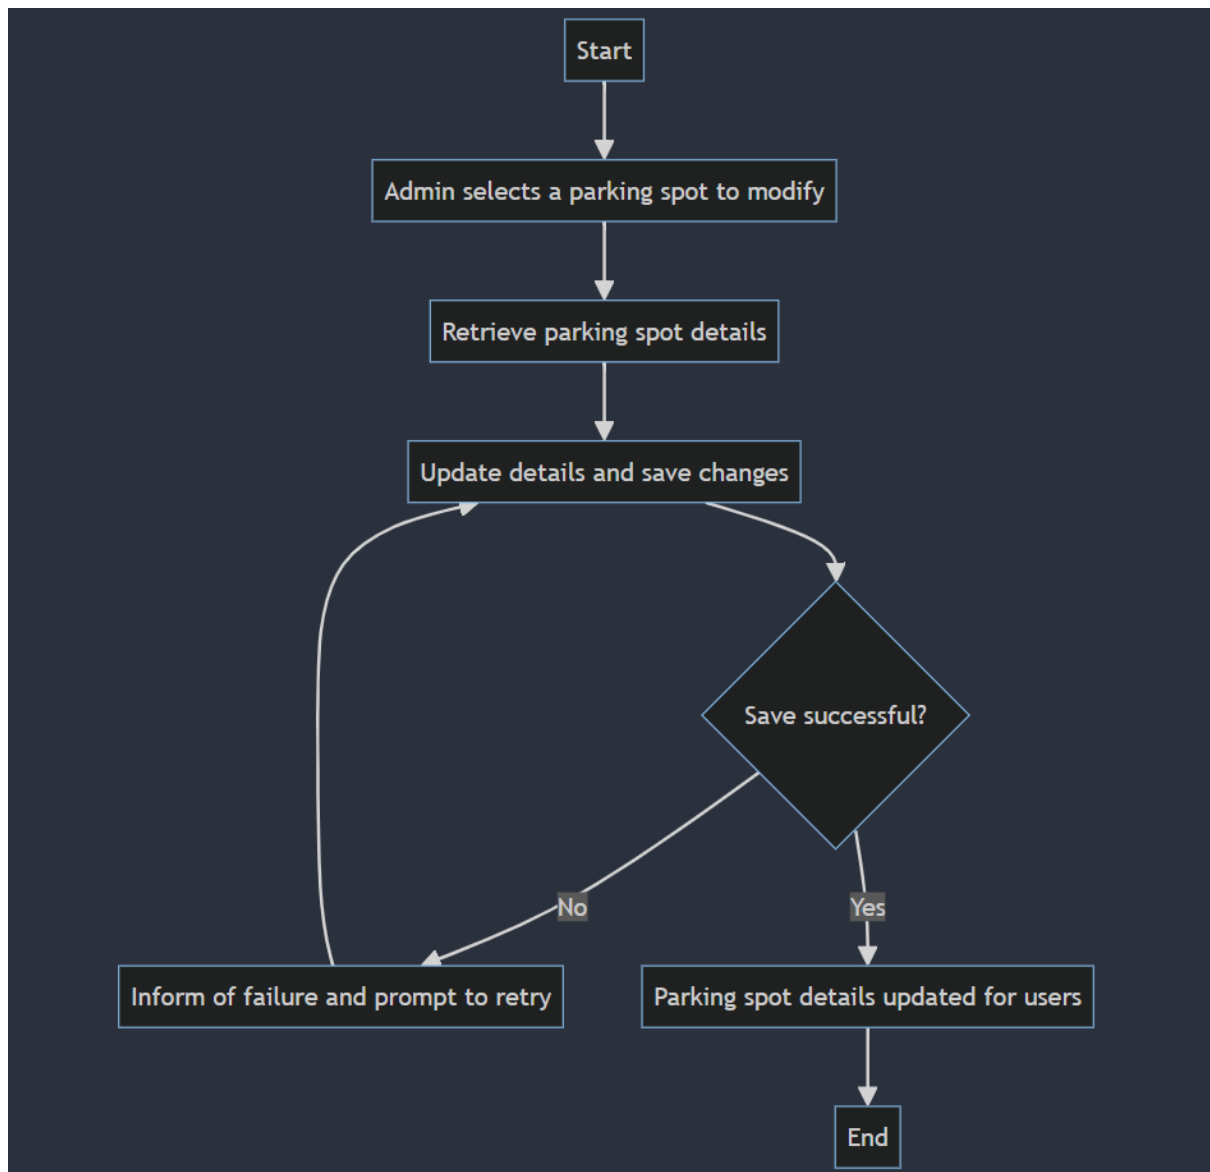 Start
Admin selects a parking spot to modify
Retrieve parking spot details
Update details and save changes
Save successful?
No
Yes
Inform of failure and prompt to retry
Parking spot details updated for users
End